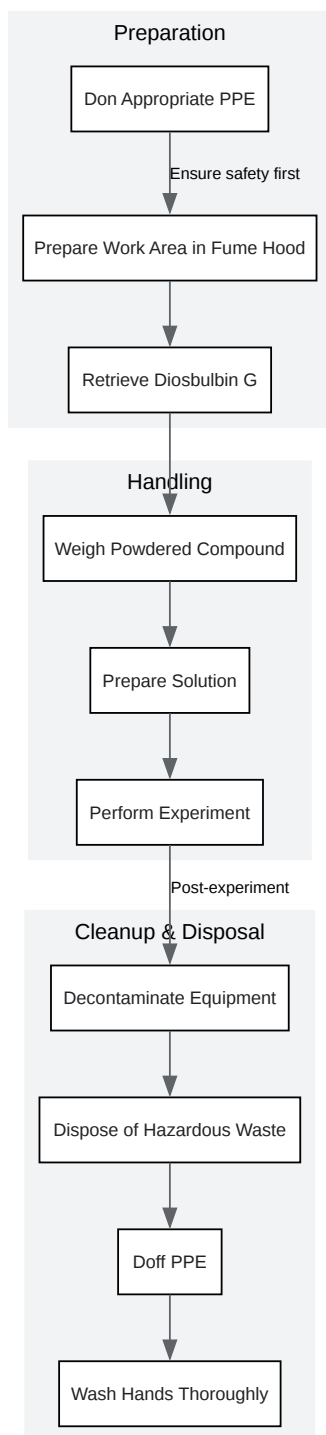 Preparation
Don Appropriate PPE
Ensure safety first
Prepare Work Area in Fume Hood
Retrieve Diosbulbin G
Handling
Weigh Powdered Compound
Prepare Solution
Perform Experiment
Post-experiment
Cleanup & Disposal
Decontaminate Equipment
Dispose of Hazardous Waste
Doff PPE
Wash Hands Thoroughly